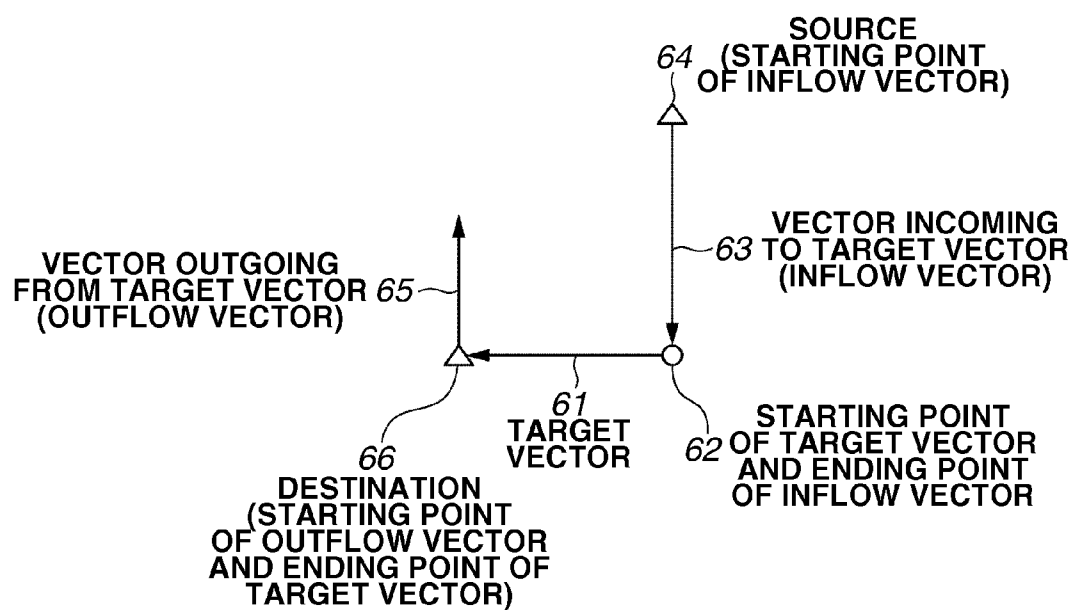 SOURCE
(STARTING POINT
OF INFLOW VECTOR)
64
VECTOR INCOMING
TO TARGET VECTOR
(INFLOW VECTOR)
63
VECTOR OUTGOING
FROM TARGET VECTOR
(OUTFLOW VECTOR)
65
61
TARGET
VECTOR
62
STARTING POINT
OF TARGET VECTOR
AND ENDING POINT
OF INFLOW VECTOR
66
DESTINATION
(STARTING POINT
OF OUTFLOW VECTOR
AND ENDING POINT OF
TARGET VECTOR)